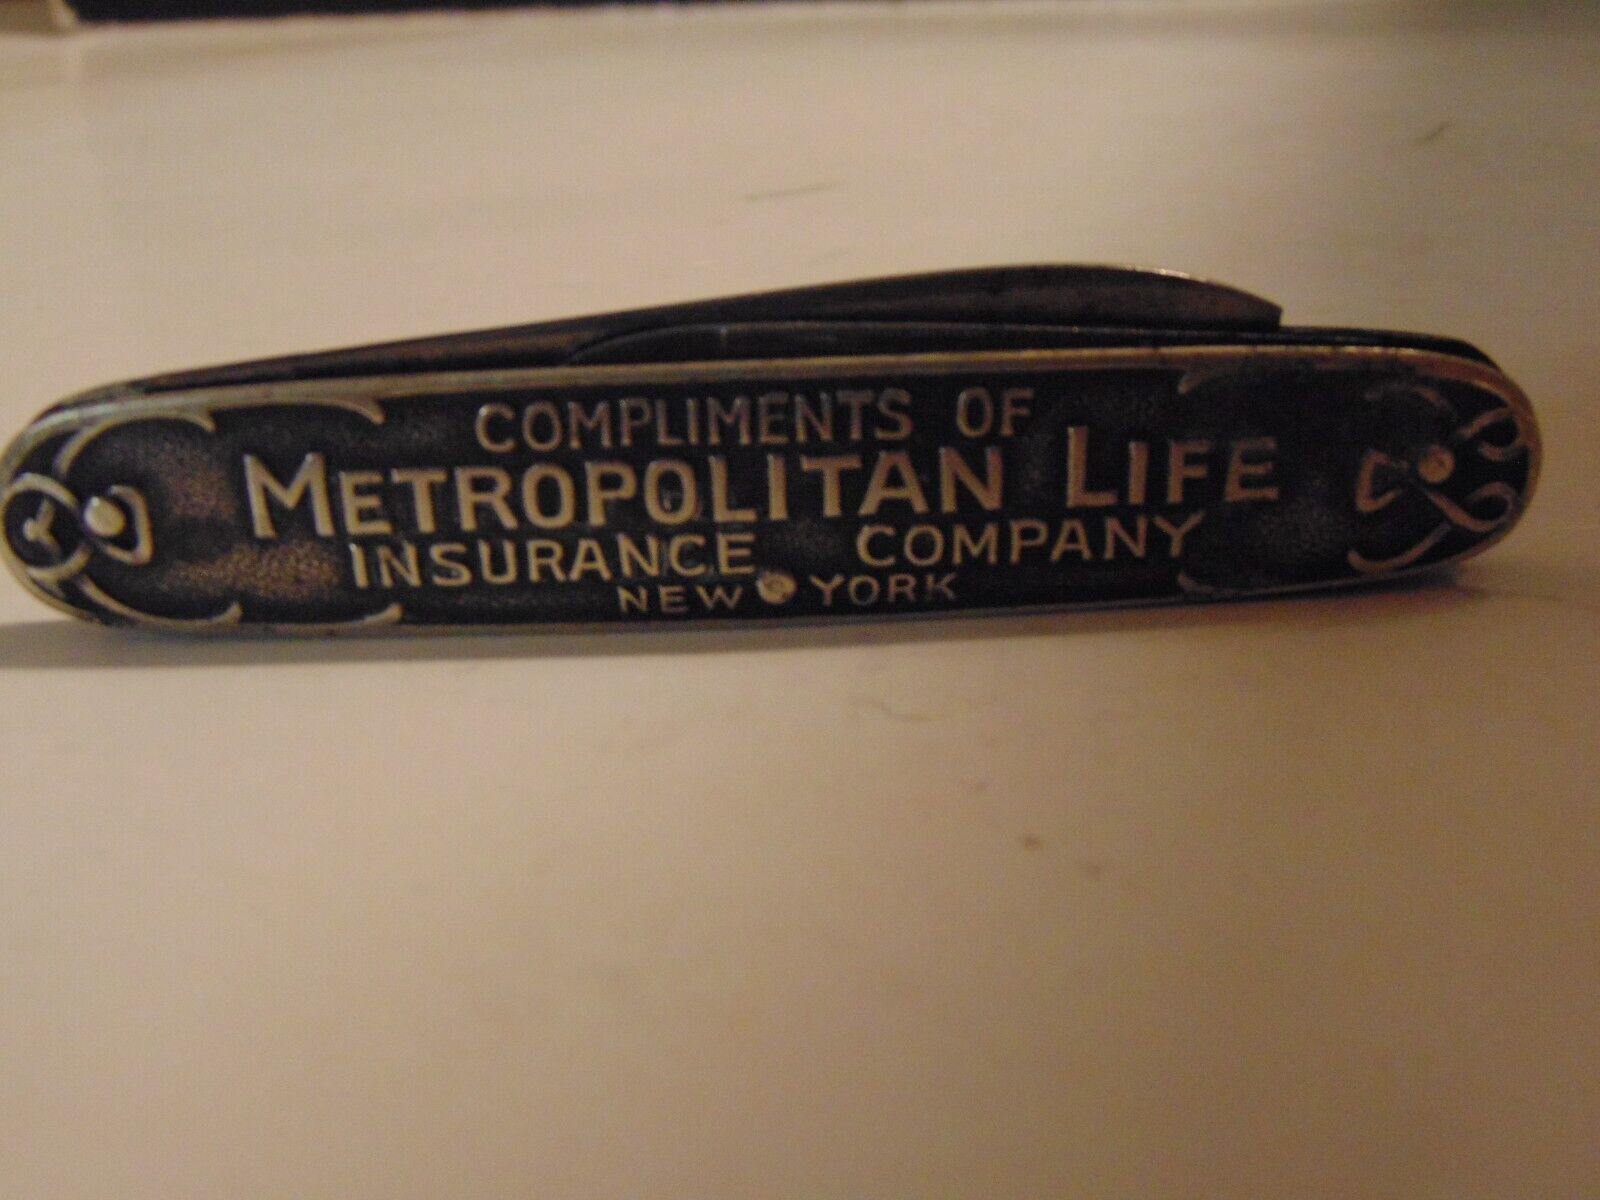 COMPLIMENTS OF
METROPOLITAN LIFE
INSURANCE COMPANY
NEW YORK